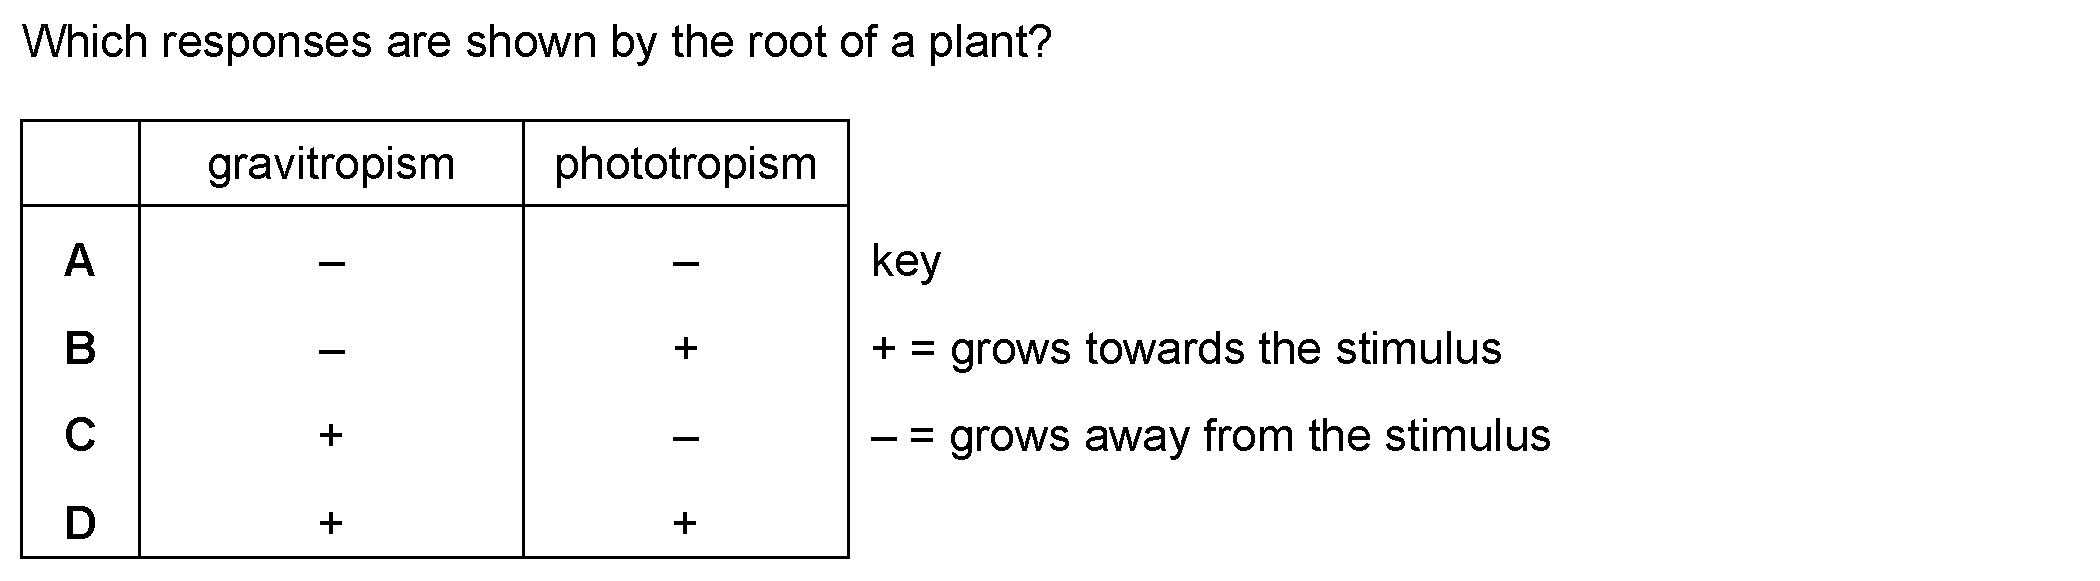 Which responses are shown by the root of a plant?
gravitropism phototropism
A – – key
B – + + = grows towards the stimulus
C + – – = grows away from the stimulus
D + +